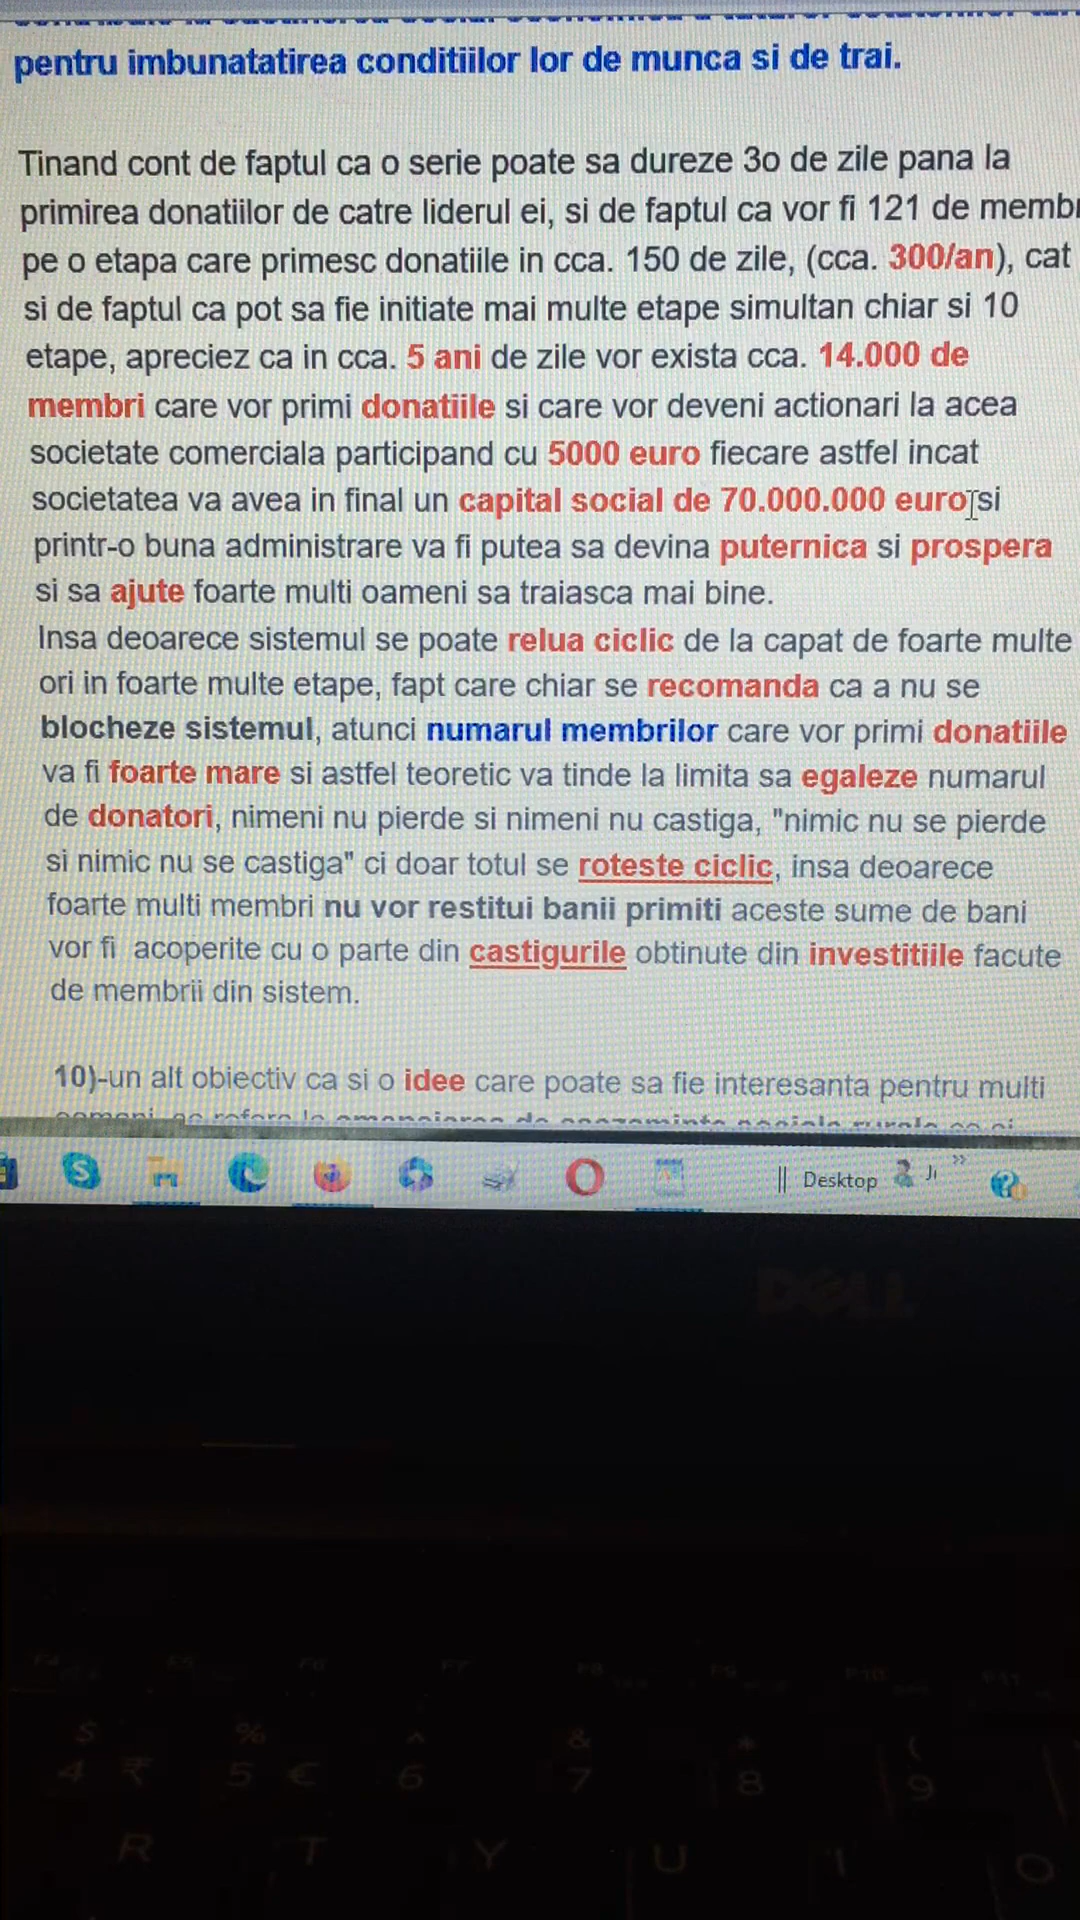 pentru imbunatatirea conditiilor lor de munca si de trai.
Tinand cont de faptul ca o serie poate sa dureze 3o de zile pana la
primirea donatiilor de catre liderul ei, si de faptul ca vor fi 121 de membr
pe o etapa care primesc donatiile in cca. 150 de zile, (cca. 300/an), cat
si de faptul ca pot sa fie initiate mai multe etape simultan chiar si 10
etape, apreciez ca in cca. 5 ani de zile vor exista cca. 14.000 de
membri care vor primi donatiile si care vor deveni actionari la acea
societate comerciala participand cu 5000 euro fiecare astfel incat
societatea va avea in final un capital social de 70.000.000 euro si
printr-o buna administrare va fi putea sa devina puternica si prospera
si sa ajute foarte multi oameni sa traiasca mai bine.
Insa deoarece sistemul se poate relua ciclic de la capat de foarte multe
ori in foarte multe etape, fapt care chiar se recomanda ca a nu se
blocheze sistemul, atunci numarul membrilor care vor primi donatiile
va fi foarte mare si astfel teoretic va tinde la limita sa egaleze numarul
de donatori, nimeni nu pierde si nimeni nu castiga, "nimic nu se pierde
si nimic nu se castiga" ci doar totul se roteste ciclic, insa deoarece
foarte multi membri nu vor restitui banii primiti aceste sume de bani
vor fi acoperite cu o parte din castigurile obtinute din investitiile facute
de membrii din sistem.
10)-un alt obiectiv ca si o idee care poate sa fie interesanta pentru multi
Desktop
DELL
$ % ^ & * (
4 ₹ 5 € 6 7 8 9
R T Y U I O